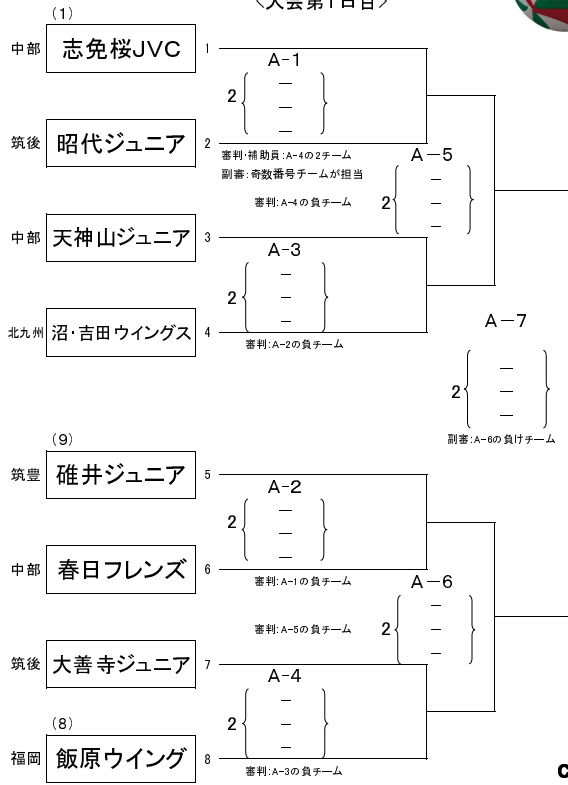 <大会第1日目>
(1)
中部 志免桜JVC 1
A-1
2
筑後 昭代ジュニア 2
審判・補助員:A-4の2チーム
副審:奇数番号チームが担当
A-5
審判:A-4の負チーム
2
中部 天神山ジュニア 3
A-3
2
北九州 沼・吉田ウイングス 4
審判:A-2の負チーム
A-7
2
副審:A-6の負けチーム
(9)
筑豊 碓井ジュニア 5
A-2
2
中部 春日フレンズ 6
審判:A-1の負チーム
A-6
審判:A-5の負チーム
2
筑後 大善寺ジュニア 7
A-4
2
(8)
福岡 飯原ウイング 8
審判:A-3の負チーム